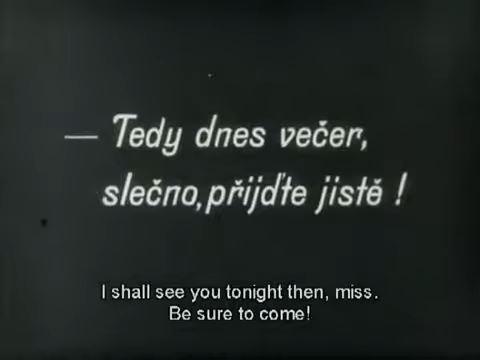 — Tedy dnes večer,
slečno, přijďte jistě!
I shall see you tonight then, miss.
Be sure to come!